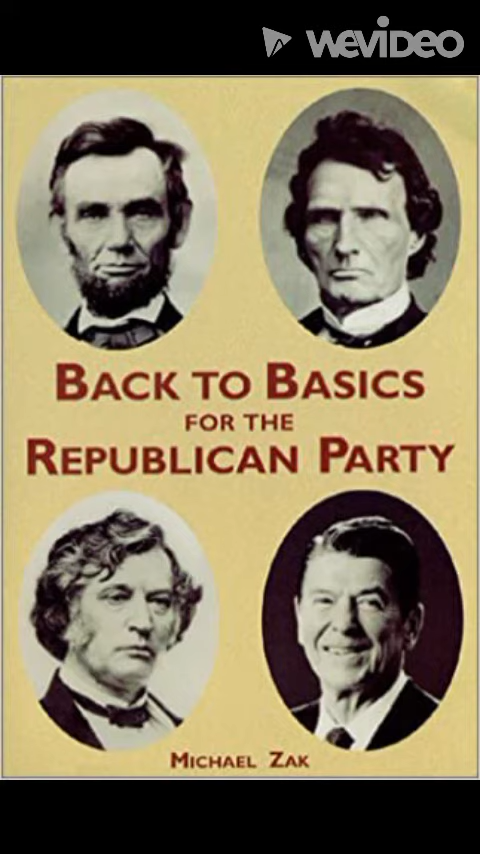 WEVIDEO
BACK TO BASICS
FOR THE
REPUBLICAN PARTY
MICHAEL ZAK